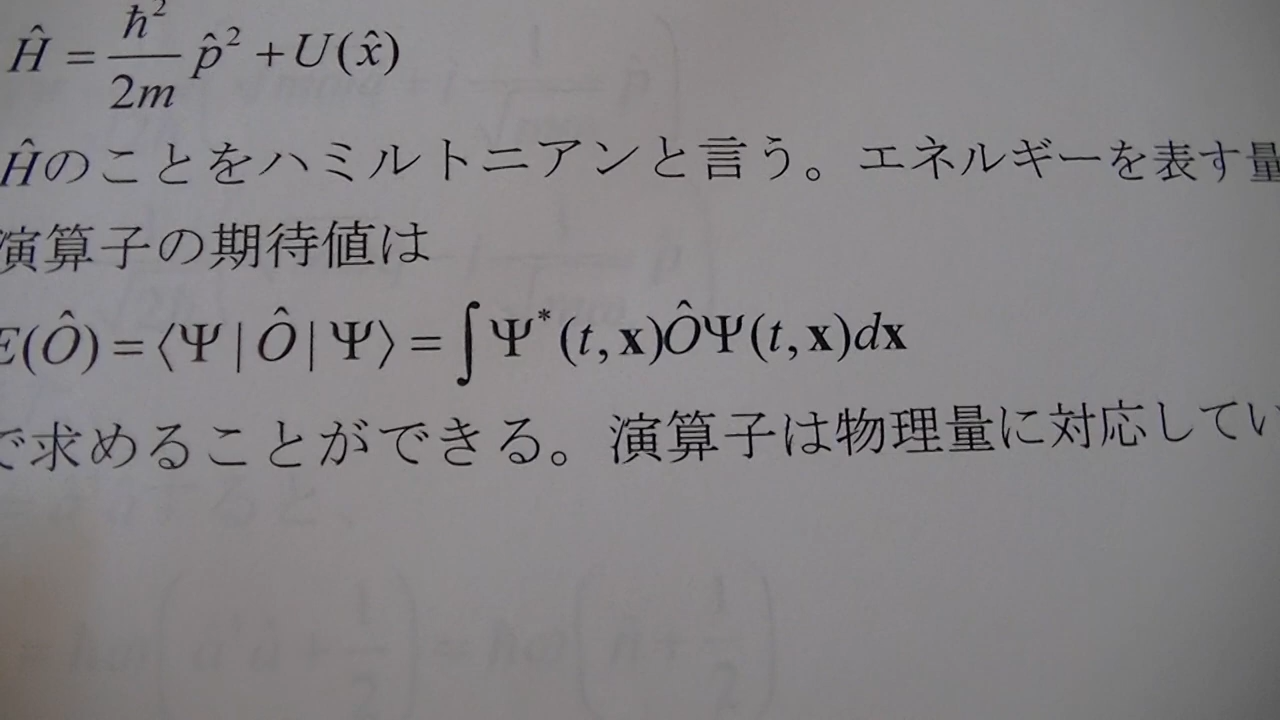 Ĥ = ħ²/2m p̂² + U(x̂)
Ĥのことをハミルトニアンと言う。エネルギーを表す量
演算子の期待値は
E(Ô) = ⟨Ψ | Ô | Ψ⟩ = ∫Ψ*(t, x)ÔΨ(t, x)dx
で求めることができる。演算子は物理量に対応してい